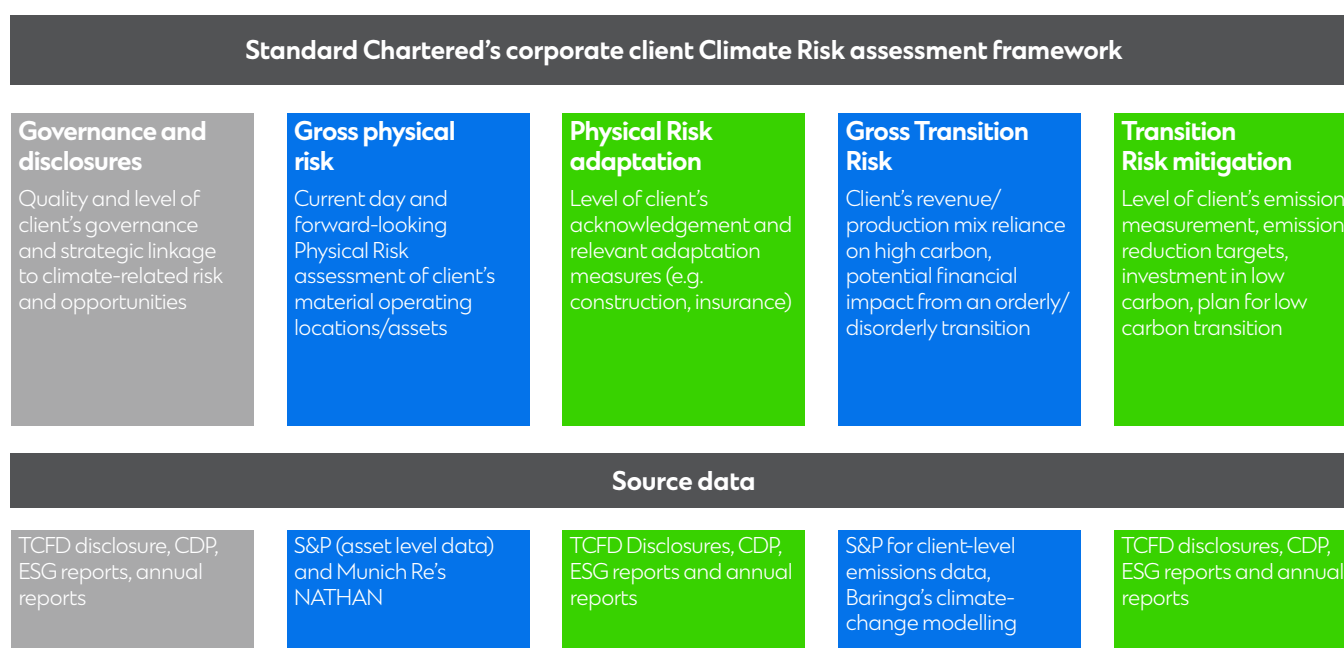 Standard Chartered’s corporate client Climate Risk assessment framework
Governance and
disclosures
Quality and level of
client’s governance
and strategic linkage
to climate-related risk
and opportunities
Gross physical
risk
Current day and
forward-looking
Physical Risk
assessment of client’s
material operating
locations/assets
Physical Risk
adaptation
Level of client’s
acknowledgement and
relevant adaptation
measures (e.g.
construction, insurance)
Gross Transition
Risk
Client’s revenue/
production mix reliance
on high carbon,
potential financial
impact from an orderly/
disorderly transition
Transition
Risk mitigation
Level of client’s emission
measurement, emission
reduction targets,
investment in low
carbon, plan for low
carbon transition
Source data
TCFD disclosure, CDP,
ESG reports, annual
reports
S&P (asset level data)
and Munich Re’s
NATHAN
TCFD Disclosures, CDP,
ESG reports and annual
reports
S&P for client-level
emissions data,
Baringa’s climate-
change modelling
TCFD disclosures, CDP,
ESG reports and annual
reports